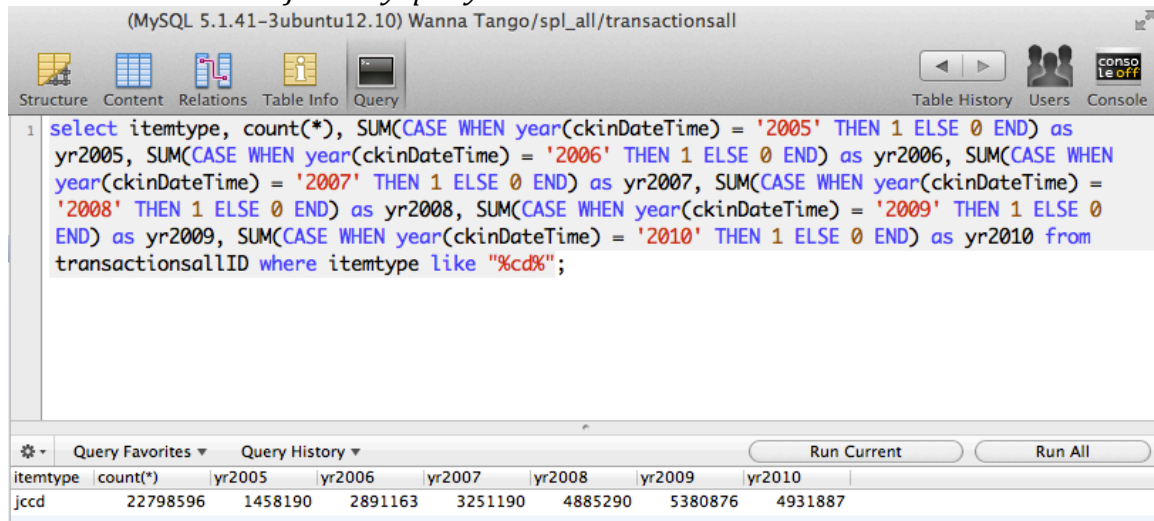 (MySQL 5.1.41-3ubuntu12.10) Wanna Tango/spl_all/transactionsall
Structure Content Relations Table Info Query Table History Users Console
conso
le off
1 select itemtype, count(*), SUM(CASE WHEN year(ckinDateTime) = '2005' THEN 1 ELSE 0 END) as
yr2005, SUM(CASE WHEN year(ckinDateTime) = '2006' THEN 1 ELSE 0 END) as yr2006, SUM(CASE WHEN
year(ckinDateTime) = '2007' THEN 1 ELSE 0 END) as yr2007, SUM(CASE WHEN year(ckinDateTime) =
'2008' THEN 1 ELSE 0 END) as yr2008, SUM(CASE WHEN year(ckinDateTime) = '2009' THEN 1 ELSE 0
END) as yr2009, SUM(CASE WHEN year(ckinDateTime) = '2010' THEN 1 ELSE 0 END) as yr2010 from
transactionsallID where itemtype like "%cd%";
Query Favorites Query History Run Current Run All
itemtype count(*) yr2005 yr2006 yr2007 yr2008 yr2009 yr2010
jccd 22798596 1458190 2891163 3251190 4885290 5380876 4931887